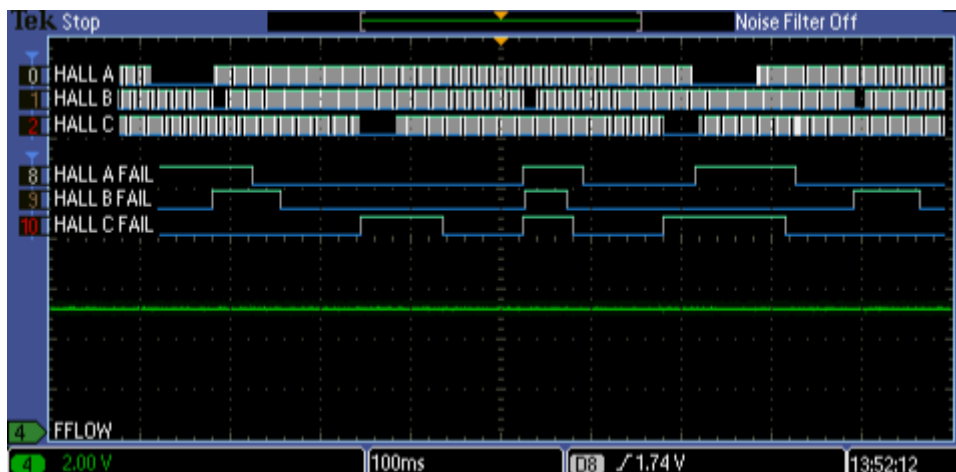 Tek Stop
Noise Filter Off
0 HALL A
1 HALL B
2 HALL C
8 HALL A FAIL
9 HALL B FAIL
10 HALL C FAIL
4 FFLOW
4 2.00 V 100ms D8 1.74 V 13:52:12